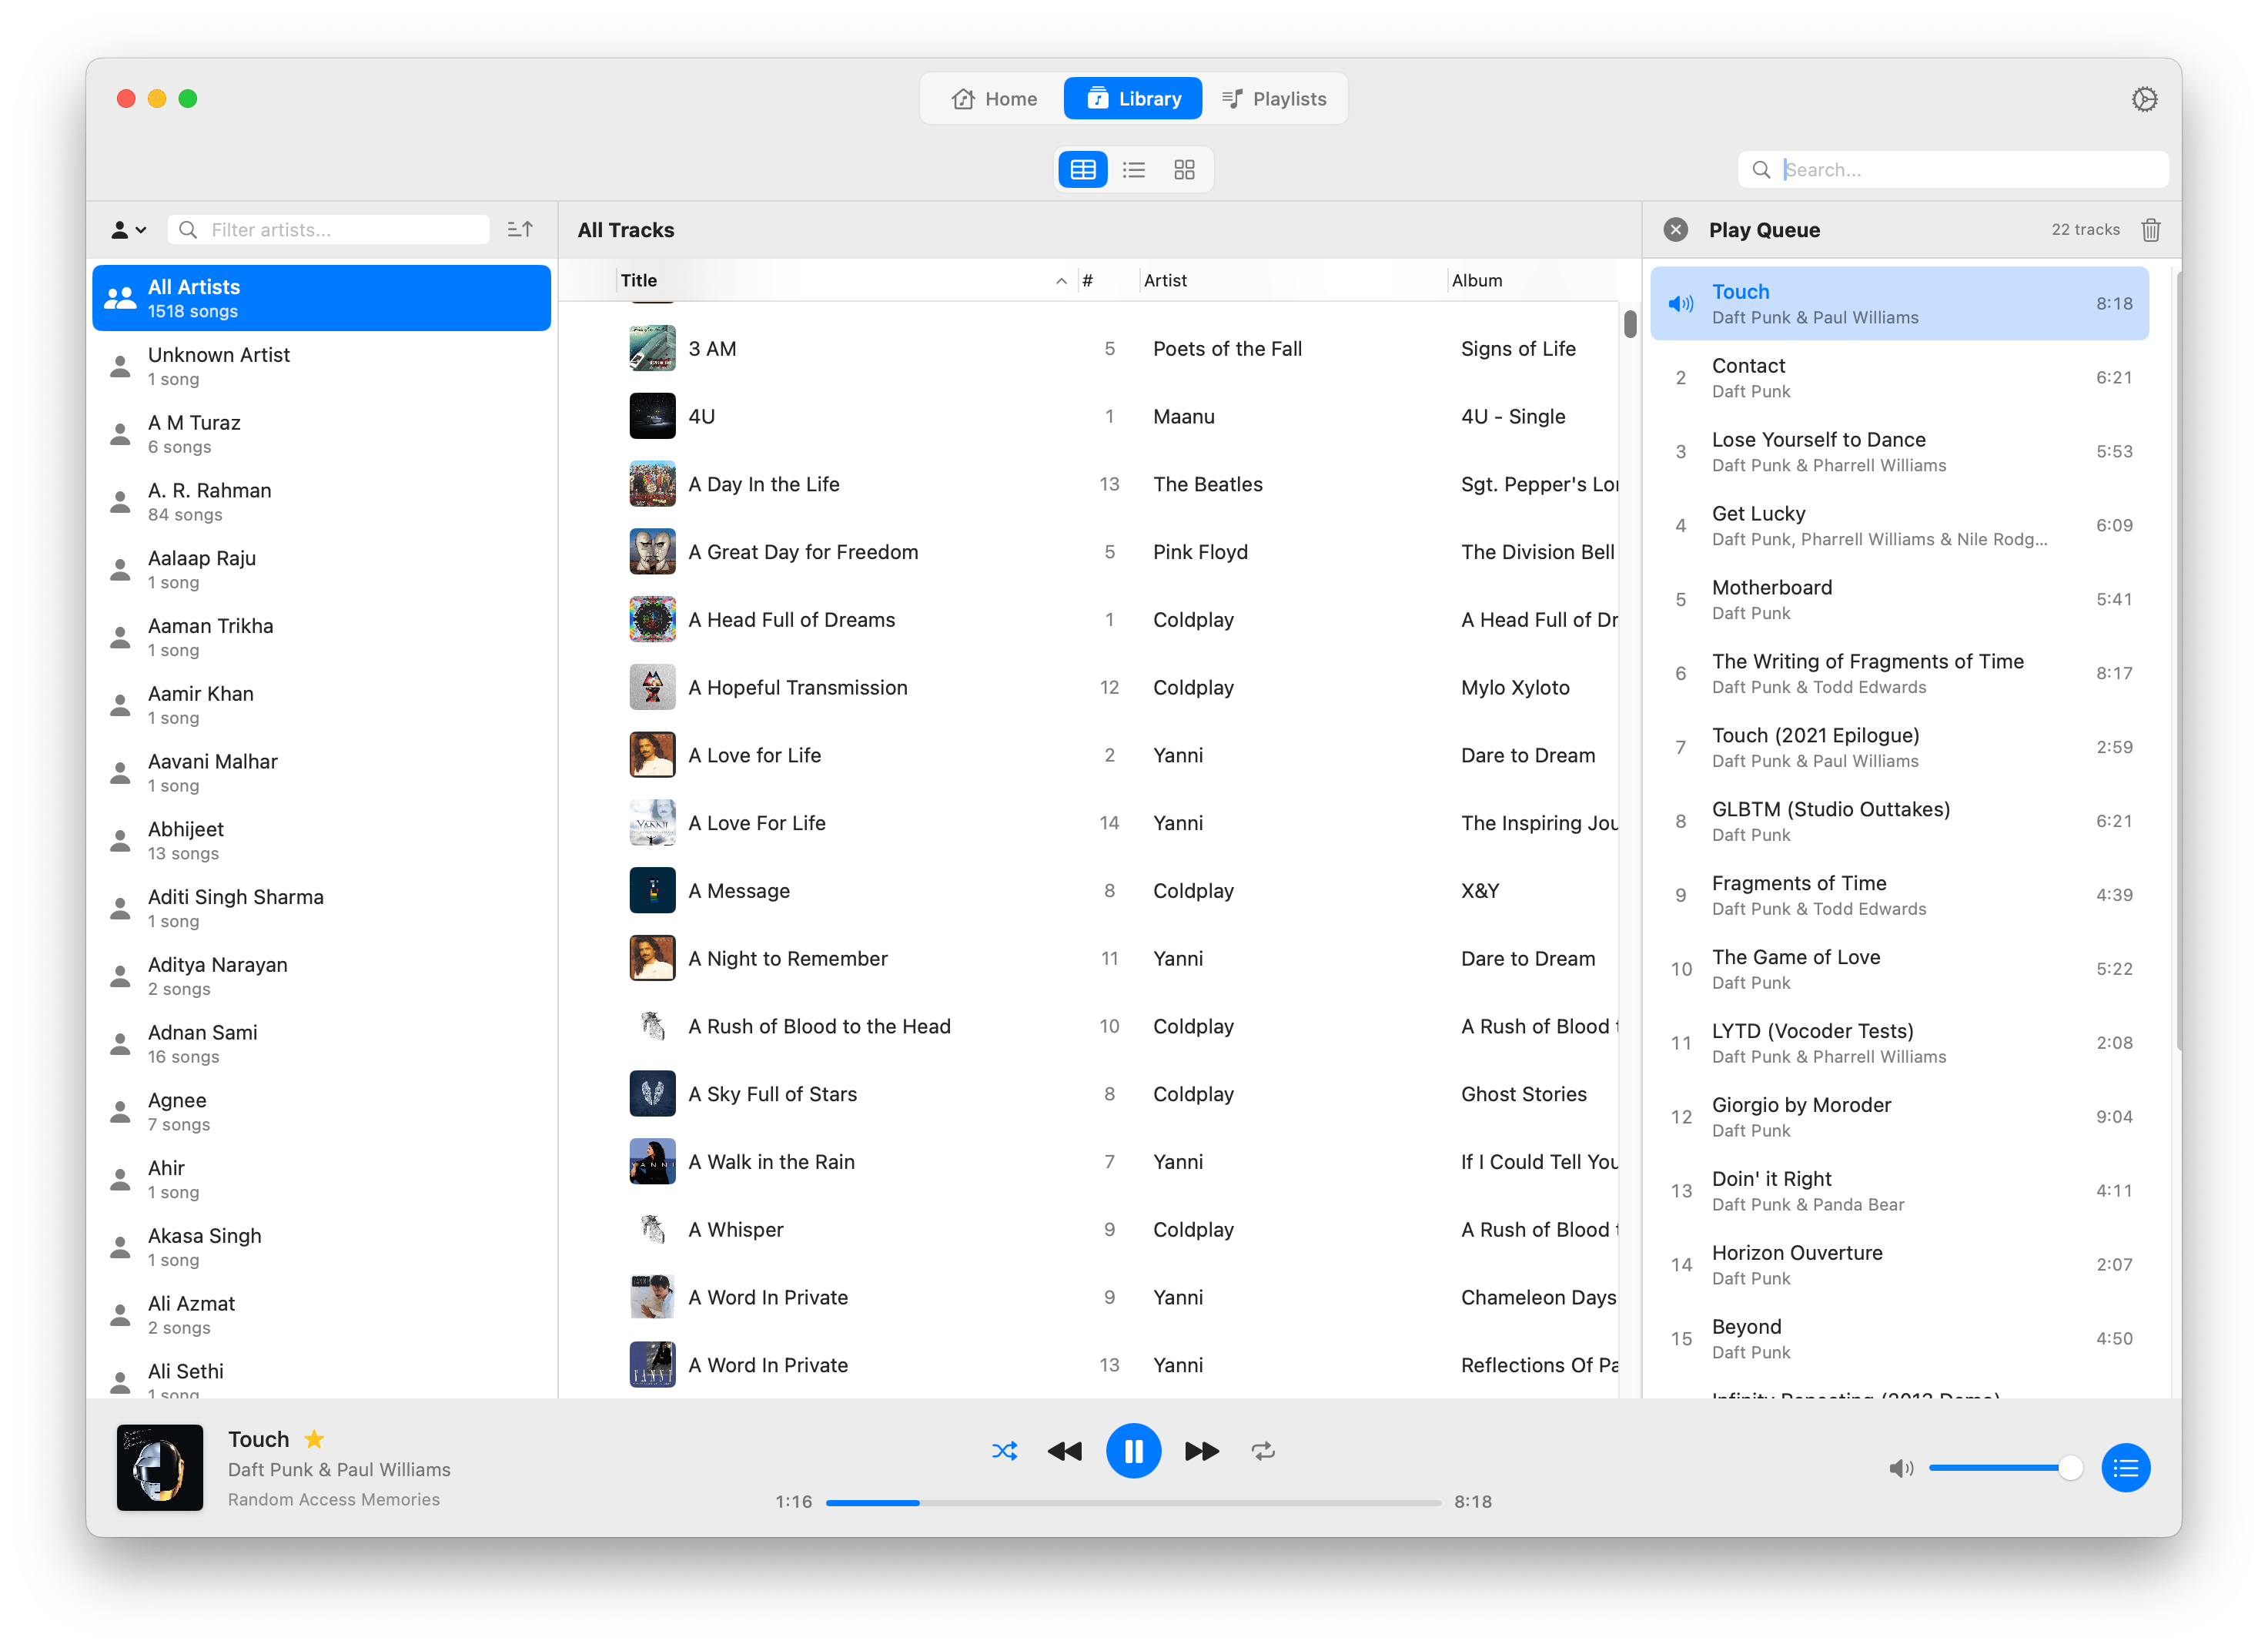 Home
Library
Playlists
Search...
Filter artists...
All Tracks
Play Queue
22 tracks
All Artists
1518 songs
Unknown Artist
1 song
A M Turaz
6 songs
A. R. Rahman
84 songs
Aalaap Raju
1 song
Aaman Trikha
1 song
Aamir Khan
1 song
Aavani Malhar
1 song
Abhijeet
13 songs
Aditi Singh Sharma
1 song
Aditya Narayan
2 songs
Adnan Sami
16 songs
Agnee
7 songs
Ahir
1 song
Akasa Singh
1 song
Ali Azmat
2 songs
Ali Sethi
1 song
Title # Artist Album
3 AM 5 Poets of the Fall Signs of Life
4U 1 Maanu 4U - Single
A Day In the Life 13 The Beatles Sgt. Pepper's Lo
A Great Day for Freedom 5 Pink Floyd The Division Bell
A Head Full of Dreams 1 Coldplay A Head Full of Dr
A Hopeful Transmission 12 Coldplay Mylo Xyloto
A Love for Life 2 Yanni Dare to Dream
A Love For Life 14 Yanni The Inspiring Jou
A Message 8 Coldplay X&Y
A Night to Remember 11 Yanni Dare to Dream
A Rush of Blood to the Head 10 Coldplay A Rush of Blood
A Sky Full of Stars 8 Coldplay Ghost Stories
A Walk in the Rain 7 Yanni If I Could Tell You
A Whisper 9 Coldplay A Rush of Blood
A Word In Private 9 Yanni Chameleon Days
A Word In Private 13 Yanni Reflections Of Pa
Touch
Daft Punk & Paul Williams
8:18
2 Contact
Daft Punk
6:21
3 Lose Yourself to Dance
Daft Punk & Pharrell Williams
5:53
4 Get Lucky
Daft Punk, Pharrell Williams & Nile Rodg...
6:09
5 Motherboard
Daft Punk
5:41
6 The Writing of Fragments of Time
Daft Punk & Todd Edwards
8:17
7 Touch (2021 Epilogue)
Daft Punk & Paul Williams
2:59
8 GLBTM (Studio Outtakes)
Daft Punk
6:21
9 Fragments of Time
Daft Punk & Todd Edwards
4:39
10 The Game of Love
Daft Punk
5:22
11 LYTD (Vocoder Tests)
Daft Punk & Pharrell Williams
2:08
12 Giorgio by Moroder
Daft Punk
9:04
13 Doin' it Right
Daft Punk & Panda Bear
4:11
14 Horizon Ouverture
Daft Punk
2:07
15 Beyond
Daft Punk
4:50
Infinity Repeating (2013 Demo)
Touch
Daft Punk & Paul Williams
Random Access Memories
1:16
8:18